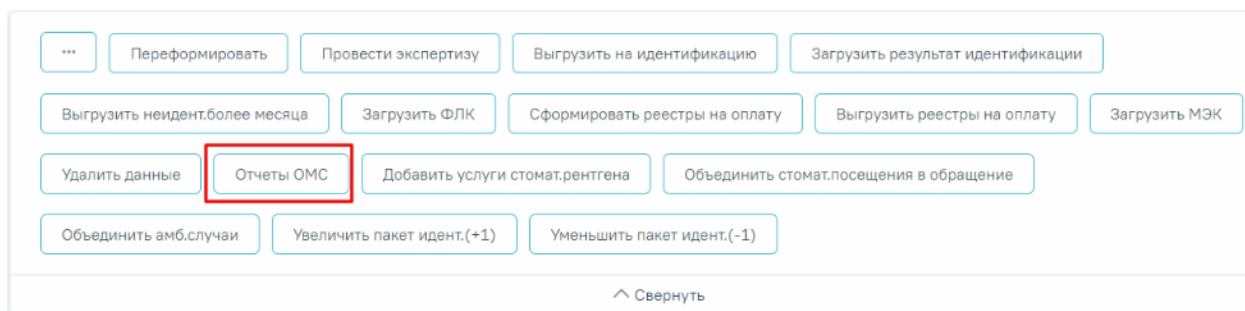 ... Переформировать Провести экспертизу Выгрузить на идентификацию Загрузить результат идентификации
Выгрузить неидент.более месяца Загрузить ФЛК Сформировать реестры на оплату Выгрузить реестры на оплату Загрузить МЭК
Удалить данные Отчеты ОМС Добавить услуги стомат.рентгена Объединить стомат.посещения в обращение
Объединить амб.случаи Увеличить пакет идент.(+1) Уменьшить пакет идент.(-1)
Свернуть